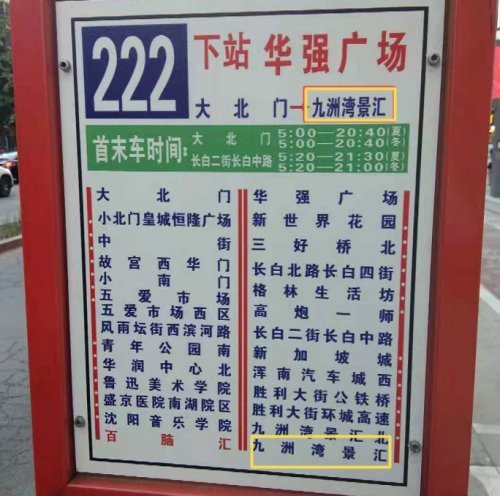 222
下站 华强广场
大北门—九洲湾景汇
首末车时间:
大北门 5:00—20:40(夏)
5:00—20:40(冬)
长白二街长白中路 5:20—21:30(夏)
5:20—21:00(冬)
大北门
小北门皇城恒隆广场
中街
故宫西华门
小南门
五爱市场
五爱市场西区
风雨坛街西滨河路
青年公园南
华润中心北
鲁迅美术学院
盛京医院南湖院区
沈阳音乐学院
百脑汇
华强广场
新世界花园
三好桥北
长白北路长白四街
格林生活坊
高炮一师
长白二街长白中路
新加坡城
浑南汽车城西
胜利大街公铁桥
胜利大街环城高速
九洲湾景汇北
九洲湾景汇